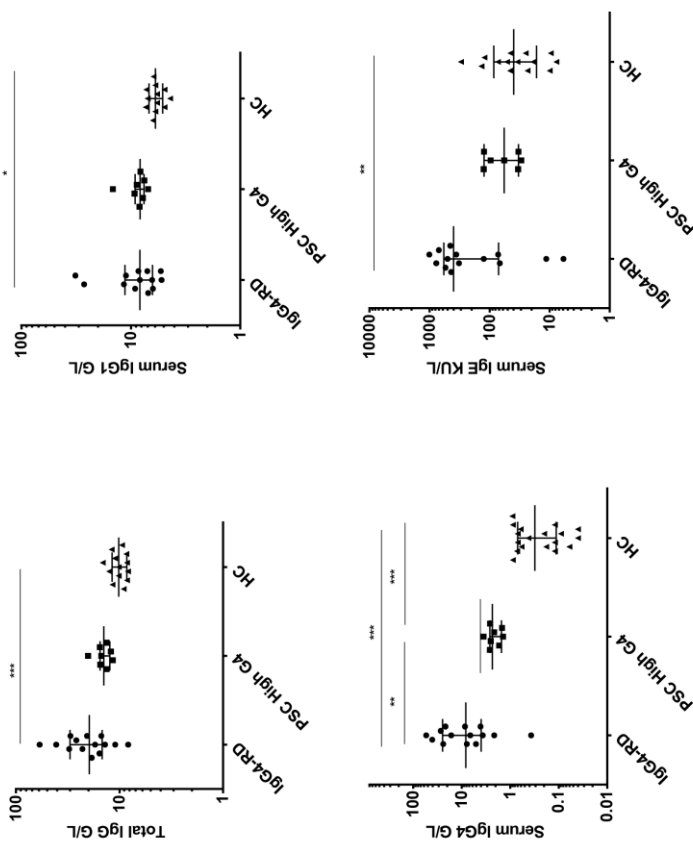 ***
Total IgG G/L
100
10
1
IgG4-RD
PSC High G4
HC
*
Serum IgG1 G/L
100
10
1
IgG4-RD
PSC High G4
HC
***
**
***
Serum IgG4 G/L
100
10
1
0.1
0.01
IgG4-RD
PSC High G4
HC
**
Serum IgE KU/L
10000
1000
100
10
1
IgG4-RD
PSC High G4
HC